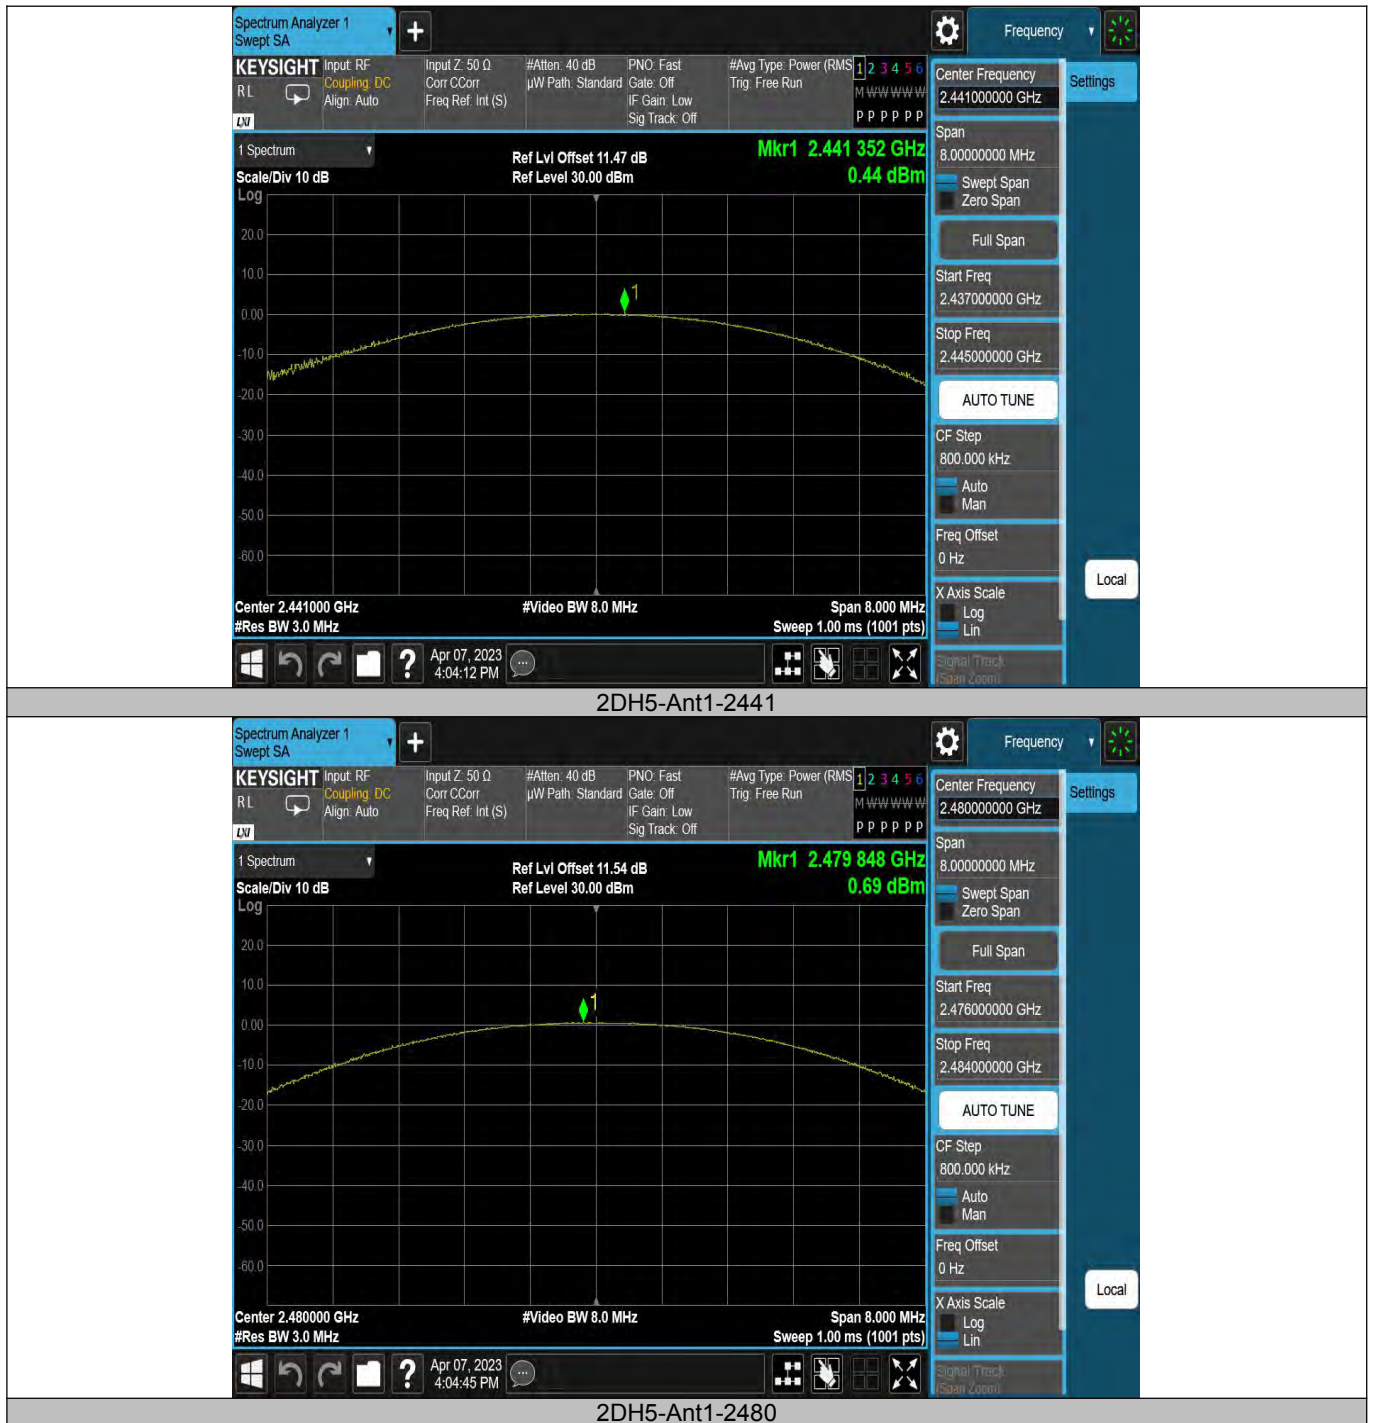 Spectrum Analyzer 1
Swept SA
+
Frequency
KEYSIGHT
RL
LXI
Input: RF
Coupling: DC
Align: Auto
Input Z: 50 Ω
Corr CCorr
Freq Ref: Int (S)
#Atten: 40 dB
µW Path: Standard
PNO: Fast
Gate: Off
IF Gain: Low
Sig Track: Off
#Avg Type: Power (RMS
Trig: Free Run
1 2 3 4 5 6
M W W W W W
P P P P P P
Center Frequency
2.441000000 GHz
Settings
Span
8.00000000 MHz
Swept Span
Zero Span
Full Span
Start Freq
2.437000000 GHz
Stop Freq
2.445000000 GHz
AUTO TUNE
CF Step
800.000 kHz
Auto
Man
Freq Offset
0 Hz
X Axis Scale
Log
Lin
Signal Track
(Span Zoom)
Local
1 Spectrum
Scale/Div 10 dB
Log
Ref Lvl Offset 11.47 dB
Ref Level 30.00 dBm
Mkr1 2.441 352 GHz
0.44 dBm
20.0
10.0
1
0.00
-10.0
-20.0
-30.0
-40.0
-50.0
-60.0
Center 2.441000 GHz
#Res BW 3.0 MHz
#Video BW 8.0 MHz
Span 8.000 MHz
Sweep 1.00 ms (1001 pts)
?
Apr 07, 2023
4:04:12 PM
2DH5-Ant1-2441
Spectrum Analyzer 1
Swept SA
+
Frequency
KEYSIGHT
RL
LXI
Input: RF
Coupling: DC
Align: Auto
Input Z: 50 Ω
Corr CCorr
Freq Ref: Int (S)
#Atten: 40 dB
µW Path: Standard
PNO: Fast
Gate: Off
IF Gain: Low
Sig Track: Off
#Avg Type: Power (RMS
Trig: Free Run
1 2 3 4 5 6
M W W W W W
P P P P P P
Center Frequency
2.480000000 GHz
Settings
Span
8.00000000 MHz
Swept Span
Zero Span
Full Span
Start Freq
2.476000000 GHz
Stop Freq
2.484000000 GHz
AUTO TUNE
CF Step
800.000 kHz
Auto
Man
Freq Offset
0 Hz
X Axis Scale
Log
Lin
Signal Track
(Span Zoom)
Local
1 Spectrum
Scale/Div 10 dB
Log
Ref Lvl Offset 11.54 dB
Ref Level 30.00 dBm
Mkr1 2.479 848 GHz
0.69 dBm
20.0
10.0
1
0.00
-10.0
-20.0
-30.0
-40.0
-50.0
-60.0
Center 2.480000 GHz
#Res BW 3.0 MHz
#Video BW 8.0 MHz
Span 8.000 MHz
Sweep 1.00 ms (1001 pts)
?
Apr 07, 2023
4:04:45 PM
2DH5-Ant1-2480